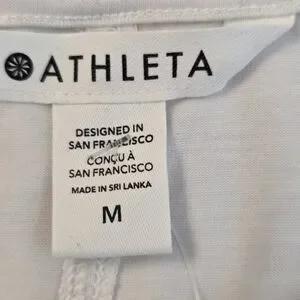 ATHLETA
DESIGNED IN
SAN FRANCISCO
CONÇU À
SAN FRANCISCO
MADE IN SRI LANKA
M